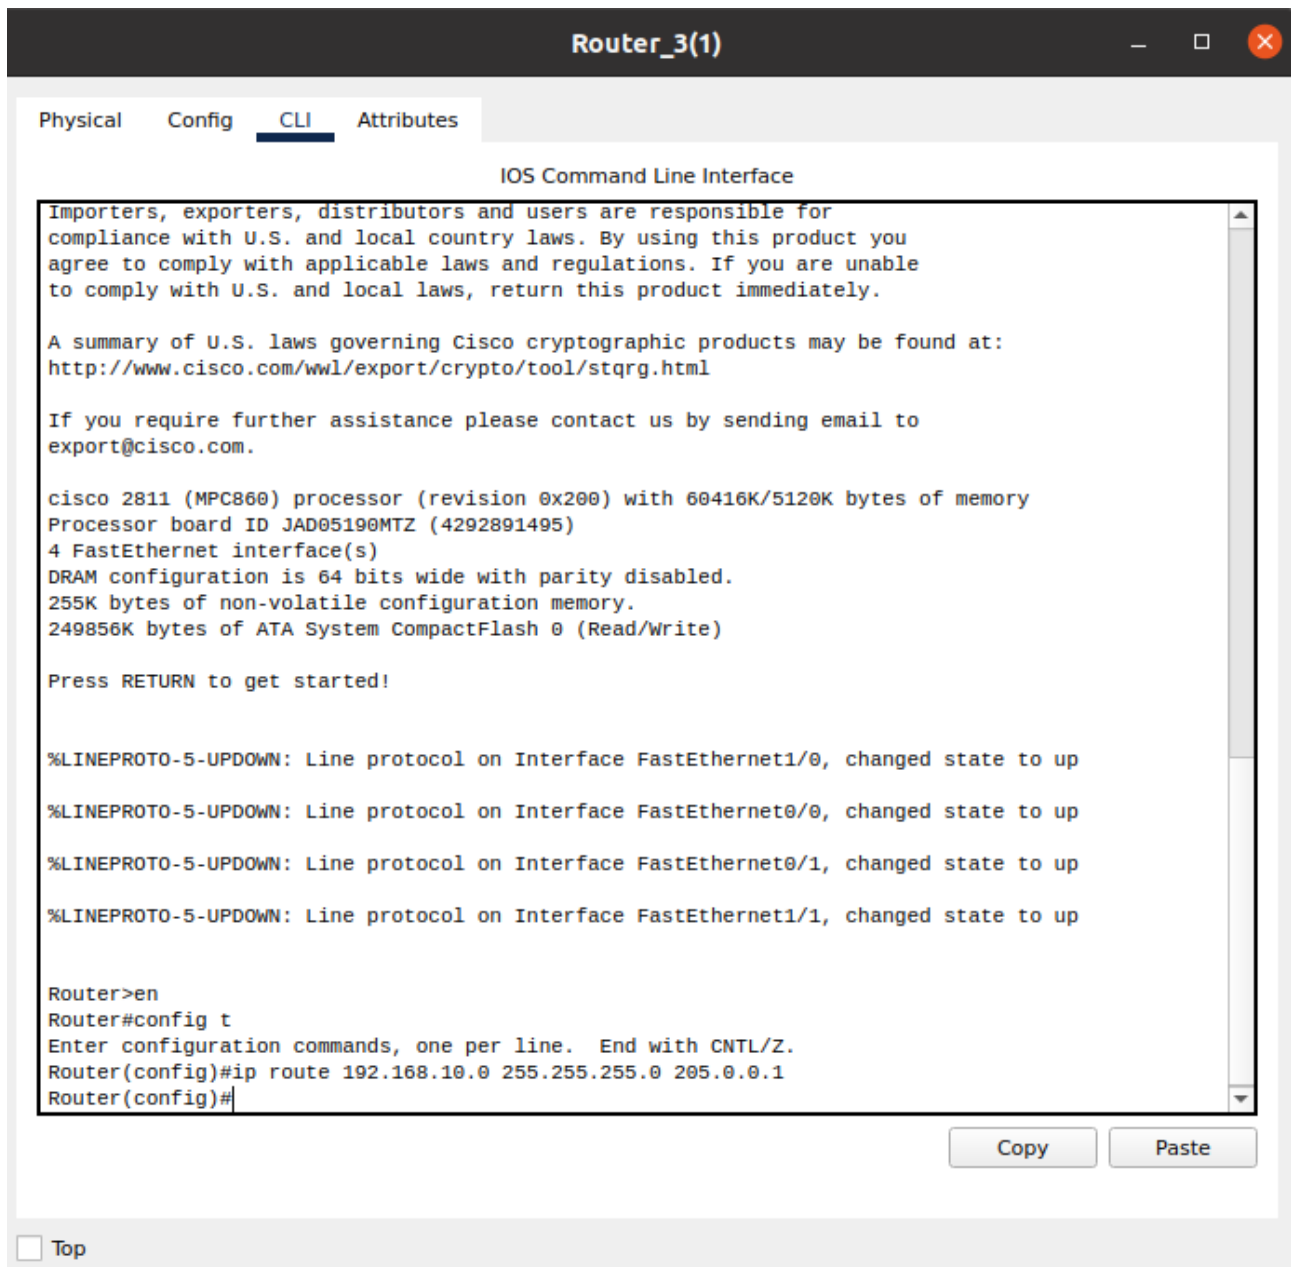 Router_3(1)
Physical Config CLI Attributes
IOS Command Line Interface
Importers, exporters, distributors and users are responsible for
compliance with U.S. and local country laws. By using this product you
agree to comply with applicable laws and regulations. If you are unable
to comply with U.S. and local laws, return this product immediately.
A summary of U.S. laws governing Cisco cryptographic products may be found at:
http://www.cisco.com/wwl/export/crypto/tool/stqrg.html
If you require further assistance please contact us by sending email to
export@cisco.com.
cisco 2811 (MPC860) processor (revision 0x200) with 60416K/5120K bytes of memory
Processor board ID JAD05190MTZ (4292891495)
4 FastEthernet interface(s)
DRAM configuration is 64 bits wide with parity disabled.
255K bytes of non-volatile configuration memory.
249856K bytes of ATA System CompactFlash 0 (Read/Write)
Press RETURN to get started!
%LINEPROTO-5-UPDOWN: Line protocol on Interface FastEthernet1/0, changed state to up
%LINEPROTO-5-UPDOWN: Line protocol on Interface FastEthernet0/0, changed state to up
%LINEPROTO-5-UPDOWN: Line protocol on Interface FastEthernet0/1, changed state to up
%LINEPROTO-5-UPDOWN: Line protocol on Interface FastEthernet1/1, changed state to up
Router>en
Router#config t
Enter configuration commands, one per line.  End with CNTL/Z.
Router(config)#ip route 192.168.10.0 255.255.255.0 205.0.0.1
Router(config)#
Copy Paste
Top